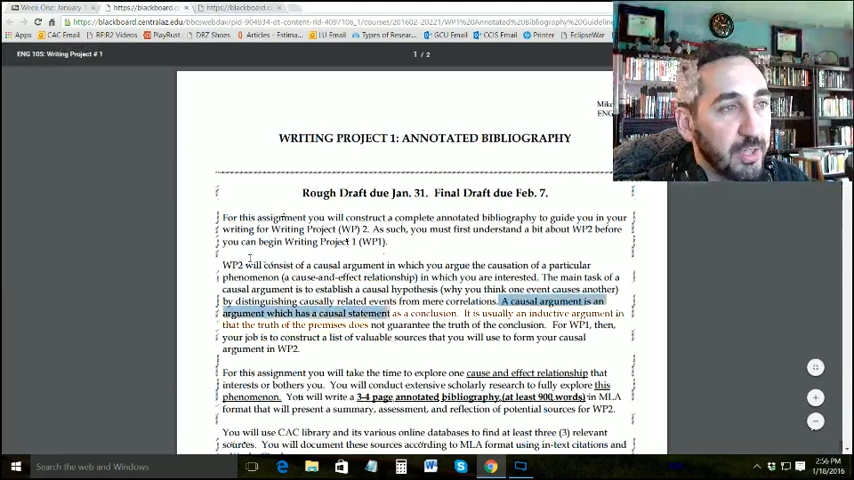 Week One: January 1
https://blackboard.c
https://blackboard.c
https://blackboard.centralaz.edu/bbcswebdav/pid-904934-dt-content-rid-4097106_1/courses/201602-20221/WP1%20Annotated%20Bibliography%20Guideline
Apps
CAC Email
RE:R2 Videos
PlayList
DBZ Shoes
Articles - Estima...
LU Email
Types of Resear...
GCU Email
CCIS Email
Printer
EclipseWar
ENG 105: Writing Project # 1
1 / 2
Mike
ENG
WRITING PROJECT 1: ANNOTATED BIBLIOGRAPHY
Rough Draft due Jan. 31. Final Draft due Feb. 7.
For this assignment you will construct a complete annotated bibliography to guide you in your
writing for Writing Project (WP) 2. As such, you must first understand a bit about WP2 before
you can begin Writing Project 1 (WP1).
WP2 will consist of a causal argument in which you argue the causation of a particular
phenomenon (a cause-and-effect relationship) in which you are interested. The main task of a
causal argument is to establish a causal hypothesis (why you think one event causes another)
by distinguishing causally related events from mere correlations. A causal argument is an
argument which has a causal statement as a conclusion. It is usually an inductive argument in
that the truth of the premises does not guarantee the truth of the conclusion. For WP1, then,
your job is to construct a list of valuable sources that you will use to form your causal
argument in WP2.
For this assignment you will take the time to explore one cause and effect relationship that
interests or bothers you. You will conduct extensive scholarly research to fully explore this
phenomenon. You will write a 3-4 page annotated bibliography (at least 900 words) in MLA
format that will present a summary, assessment, and reflection of potential sources for WP2.
You will use CAC library and its various online databases to find at least three (3) relevant
sources. You will document these sources according to MLA format using in-text citations and
Search the web and Windows
2:56 PM
1/18/2016